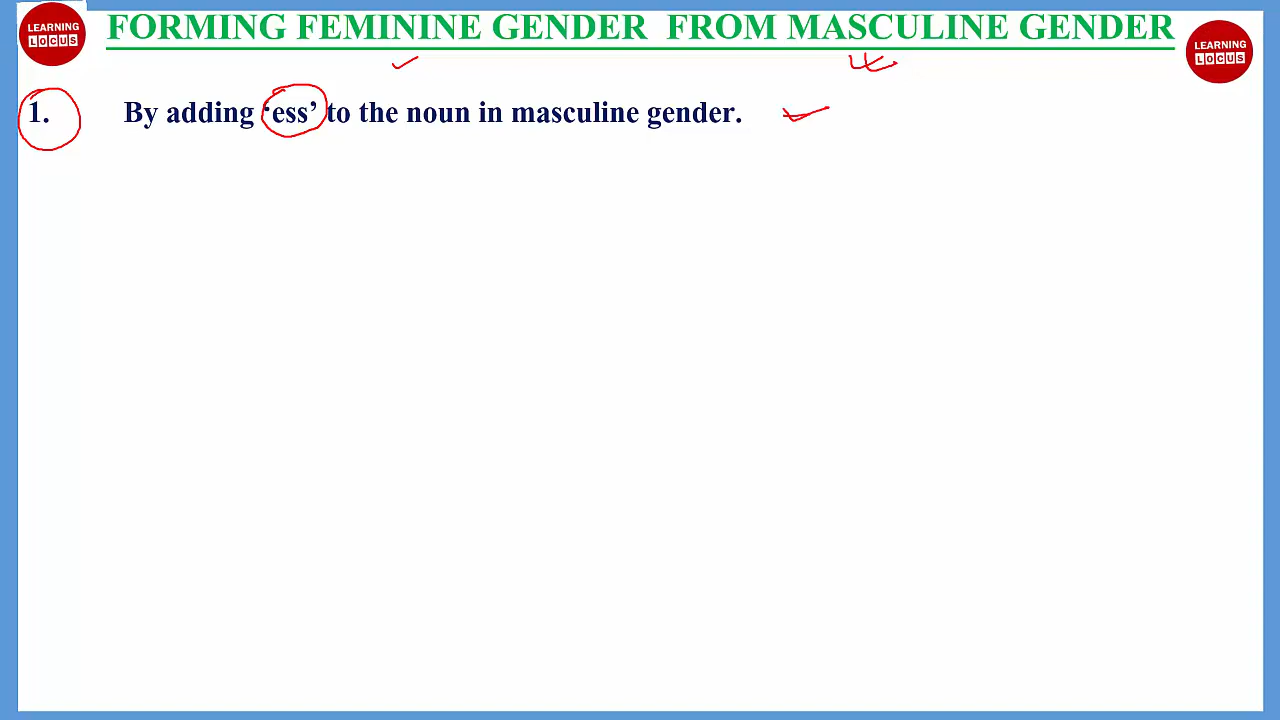 LEARNING
LOCUS
FORMING FEMININE GENDER FROM MASCULINE GENDER
LEARNING
LOCUS
1. By adding ‘ess’ to the noun in masculine gender.